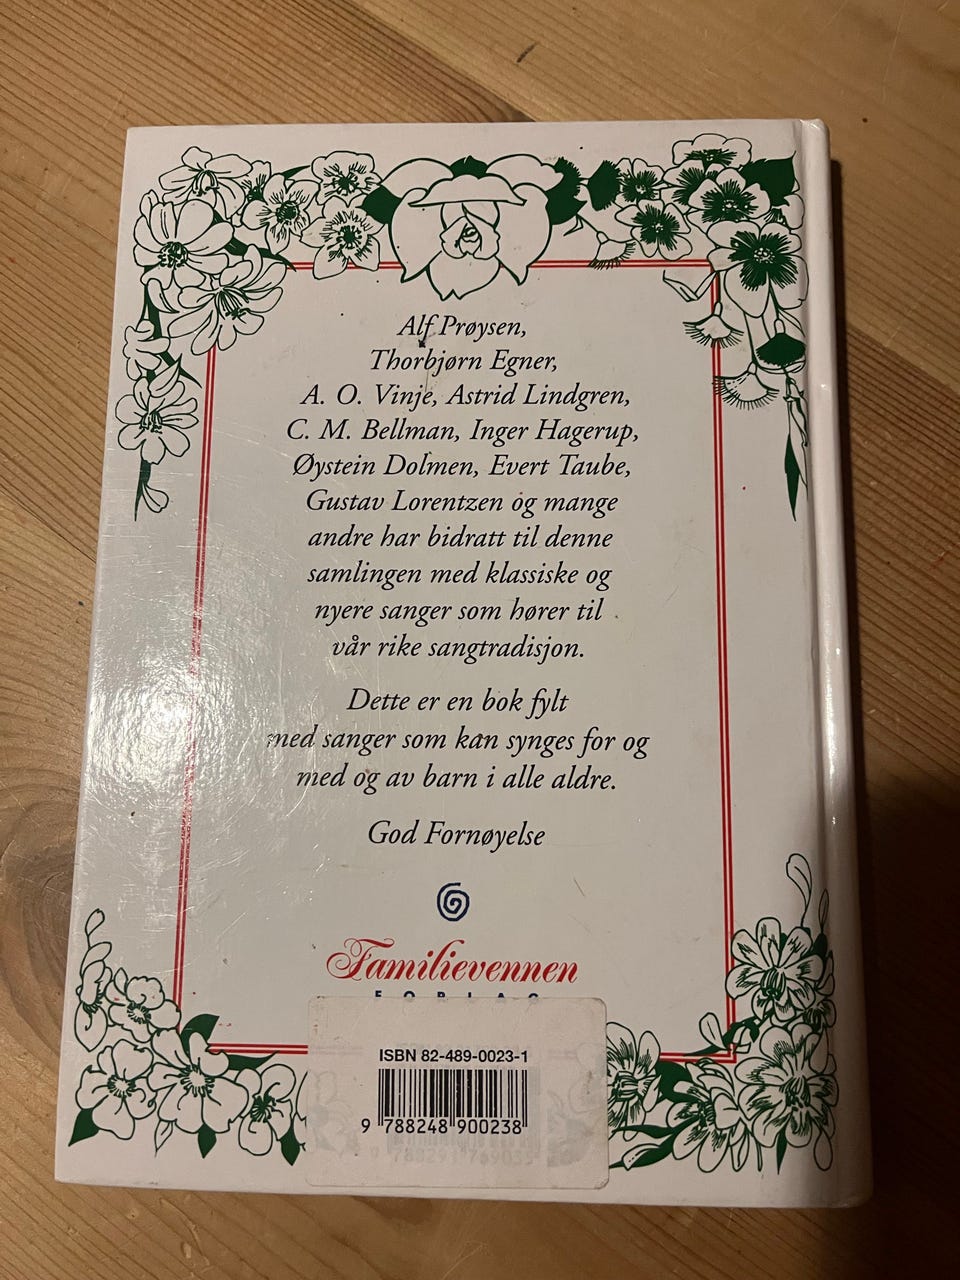 Alf Prøysen,
Thorbjørn Egner,
A. O. Vinje, Astrid Lindgren,
C. M. Bellman, Inger Hagerup,
Øystein Dolmen, Evert Taube,
Gustav Lorentzen og mange
andre har bidratt til denne
samlingen med klassiske og
nyere sanger som hører til
vår rike sangtradisjon.
Dette er en bok fylt
med sanger som kan synges for og
med og av barn i alle aldre.
God Fornøyelse
Familievennen
FORLAG
ISBN 82-489-0023-1
9 788248 900238